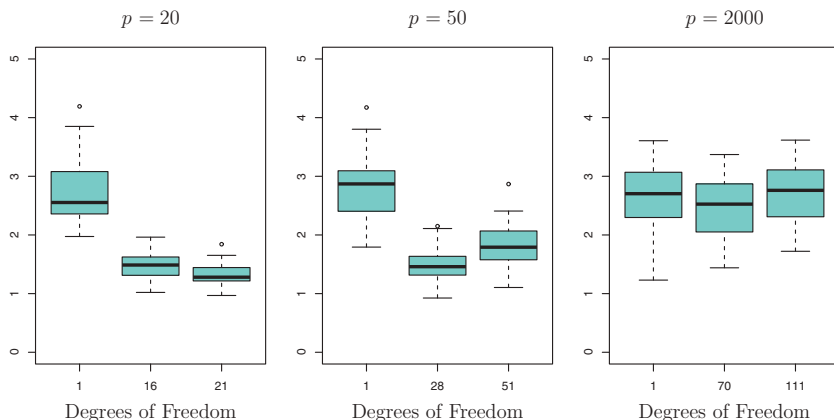 p = 20
p = 50
p = 2000
0 1 2 3 4 5
1 16 21
Degrees of Freedom
0 1 2 3 4 5
1 28 51
Degrees of Freedom
0 1 2 3 4 5
1 70 111
Degrees of Freedom